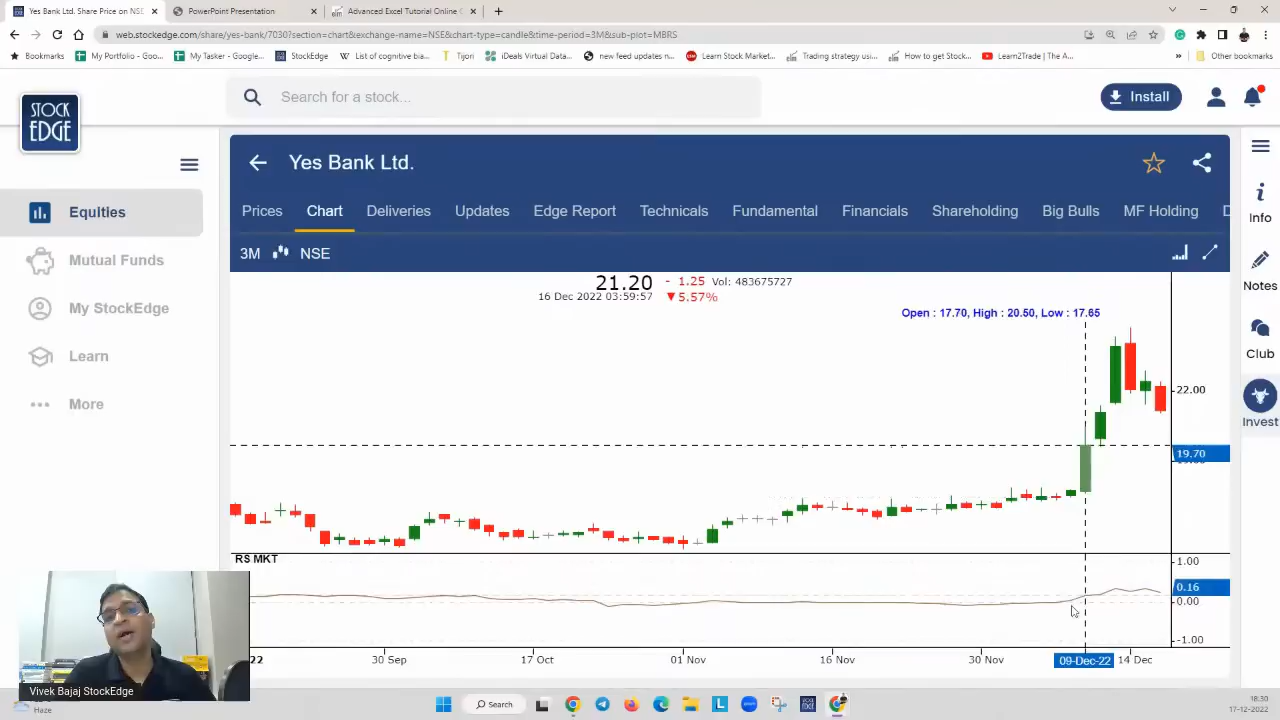 Yes Bank Ltd. Share Price on NS
PowerPoint Presentation
Advanced Excel Tutorial Online C
web.stockedge.com/share/yes-bank/7030?section=chart&exchange-name=NSE&chart-type=candle&time-period=3M&sub-plot=MBRS
Bookmarks
My Portfolio - Goo...
My Tasker - Googl...
StockEdge
List of cognitive bia...
Tijori
iDeals Virtual Data...
new feed updates n...
Learn Stock Market...
Trading strategy usi...
How to get Stock...
Learn2Trade | The A...
Other bookmarks
STOCK
EDGE
Search for a stock...
Install
Equities
Mutual Funds
My StockEdge
Learn
More
Yes Bank Ltd.
Prices
Chart
Deliveries
Updates
Edge Report
Technicals
Fundamental
Financials
Shareholding
Big Bulls
MF Holding
3M
NSE
Info
Notes
Club
Invest
21.20 - 1.25 Vol: 483675727
16 Dec 2022 03:59:57 ▼5.57%
Open : 17.70, High : 20.50, Low : 17.65
22.00
19.70
RS MKT
1.00
0.16
0.00
-1.00
22
30 Sep
17 Oct
01 Nov
16 Nov
30 Nov
09-Dec-22
14 Dec
Vivek Bajaj StockEdge
Haze
Search
18:30
17-12-2022